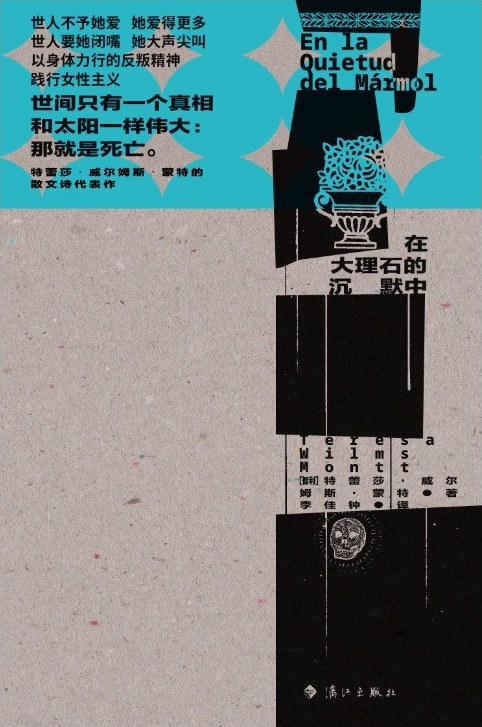 世人不予她爱 她爱得更多
世人要她闭嘴 她大声尖叫
以身体力行的反叛精神
践行女性主义
世间只有一个真相
和太阳一样伟大：
那就是死亡。
特蕾莎·威尔姆斯·蒙特的
散文诗代表作
En la
Quietud
del Mármol
在
大理石的
沉 默中
Teresa
Wilms
Montt
[智利]特蕾莎·威尔
姆斯·蒙特●著
李佳钟●译
漓江出版社